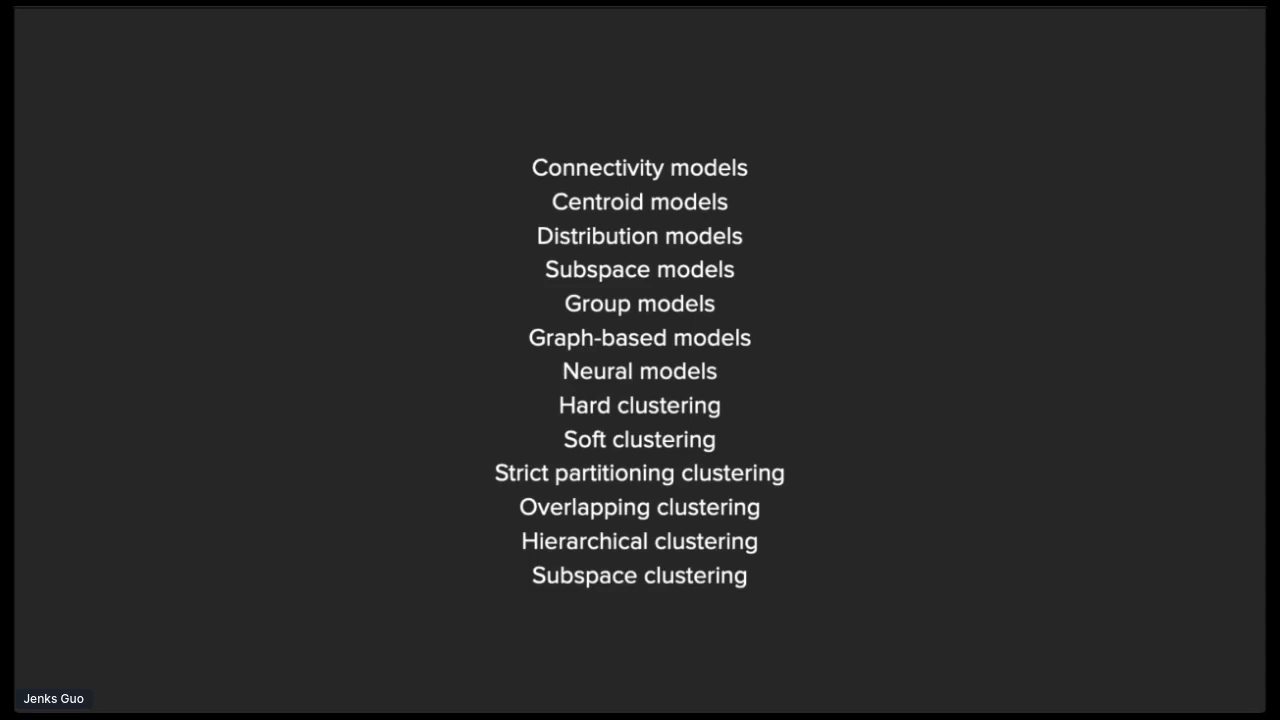 Connectivity models
Centroid models
Distribution models
Subspace models
Group models
Graph-based models
Neural models
Hard clustering
Soft clustering
Strict partitioning clustering
Overlapping clustering
Hierarchical clustering
Subspace clustering
Jenks Guo